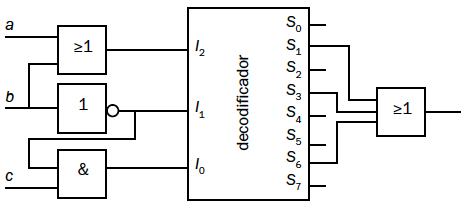 a
b
c
≥1
1
&
I₂
I₁
I₀
decodificador
S₀
S₁
S₂
S₃
S₄
S₅
S₆
S₇
≥1